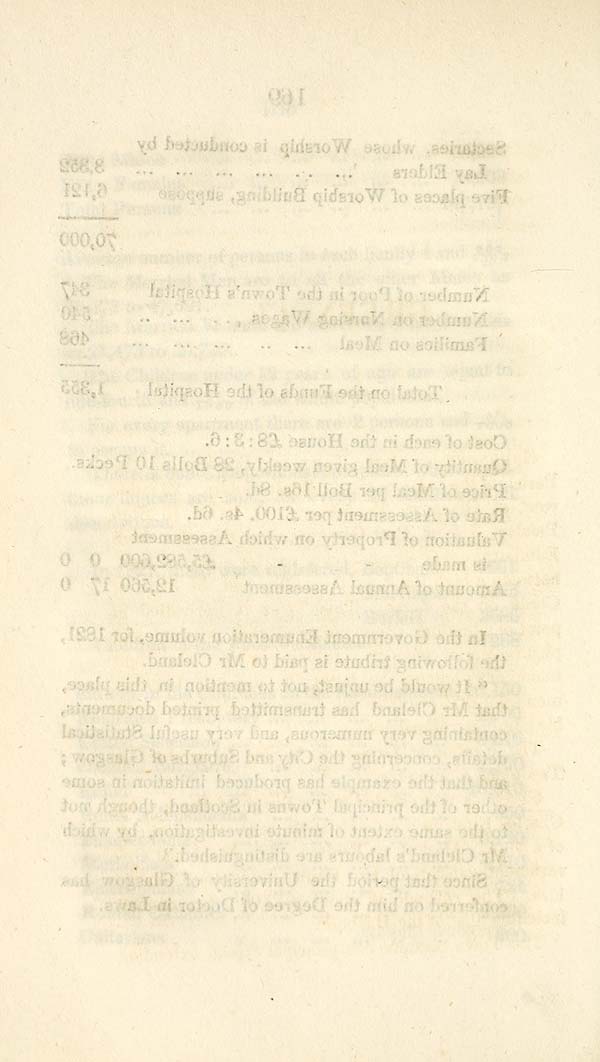 169
Sectaries, whose Worship is conducted by
Lay Elders ... ... ... ... ... ... 3,352
Five places of Worship Building, suppose 6,121
70,000
Number of Poor in the Town's Hospital 347
Number on Nursing Wages ... ... .. 540
Families on Meal .. ... ... .. 468
Total on the Funds of the Hospital 1,355
Cost of each in the House £8 : 3 : 6.
Quantity of Meal given weekly, 28 Bolls 10 Pecks.
Price of Meal per Boll 16s. 8d.
Rate of Assessment per £100, 4s. 6d.
Valuation of Property on which Assessment
is made - - £5,582,600 0 0
Amount of Annual Assessment 12,560 17 0
In the Government Enumeration volume, for 1821,
the following tribute is paid to Mr Cleland.
“ It would be unjust, not to mention in this place,
that Mr Cleland has transmitted printed documents,
containing very numerous, and very useful Statistical
details, concerning the City and Suburbs of Glasgow ;
and that the example has produced imitation in some
other of the principal Towns in Scotland, though not
to the same extent of minute investigation, by which
Mr Cleland's labours are distinguished.”
Since that period the University of Glasgow has
conferred on him the Degree of Doctor in Laws.